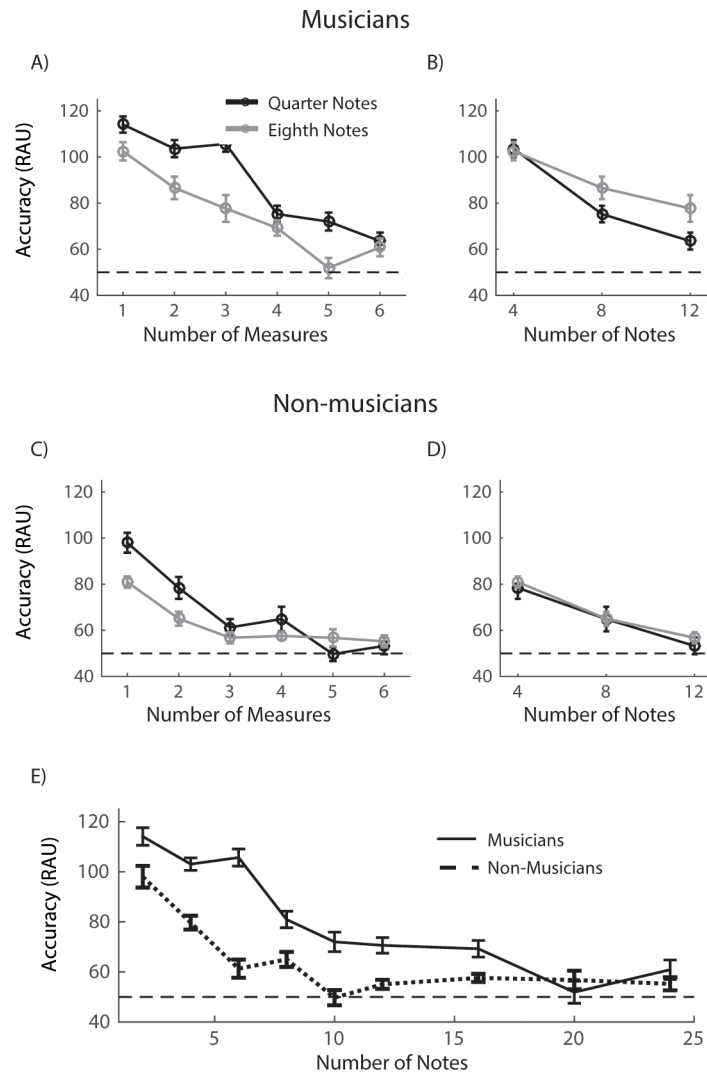 Musicians
A)
B)
Quarter Notes
Eighth Notes
Accuracy (RAU)
120
100
80
60
40
1 2 3 4 5 6
Number of Measures
120
100
80
60
40
4 8 12
Number of Notes
Non-musicians
C)
D)
Accuracy (RAU)
120
100
80
60
40
1 2 3 4 5 6
Number of Measures
120
100
80
60
40
4 8 12
Number of Notes
E)
Accuracy (RAU)
120
100
80
60
40
Musicians
Non-Musicians
5 10 15 20 25
Number of Notes